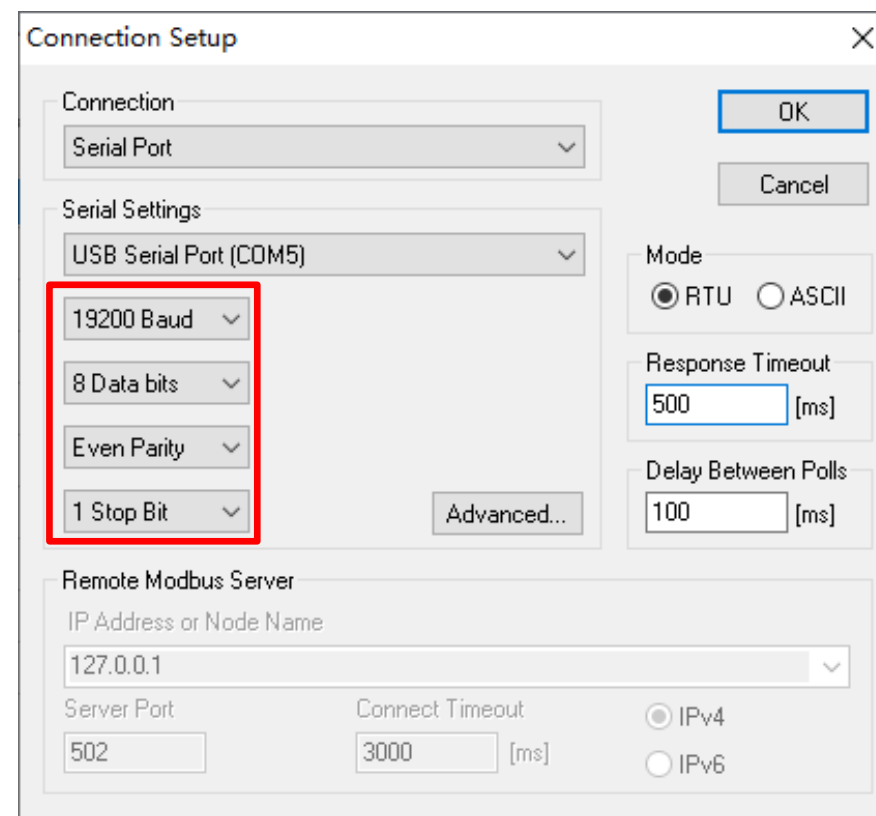 Connection Setup
Connection
OK
Serial Port
Cancel
Serial Settings
USB Serial Port (COM5)
Mode
RTU ASCII
19200 Baud
Response Timeout
8 Data bits
500 [ms]
Even Parity
Delay Between Polls
1 Stop Bit
Advanced...
100 [ms]
Remote Modbus Server
IP Address or Node Name
127.0.0.1
Server Port
Connect Timeout
IPv4
502
3000 [ms]
IPv6